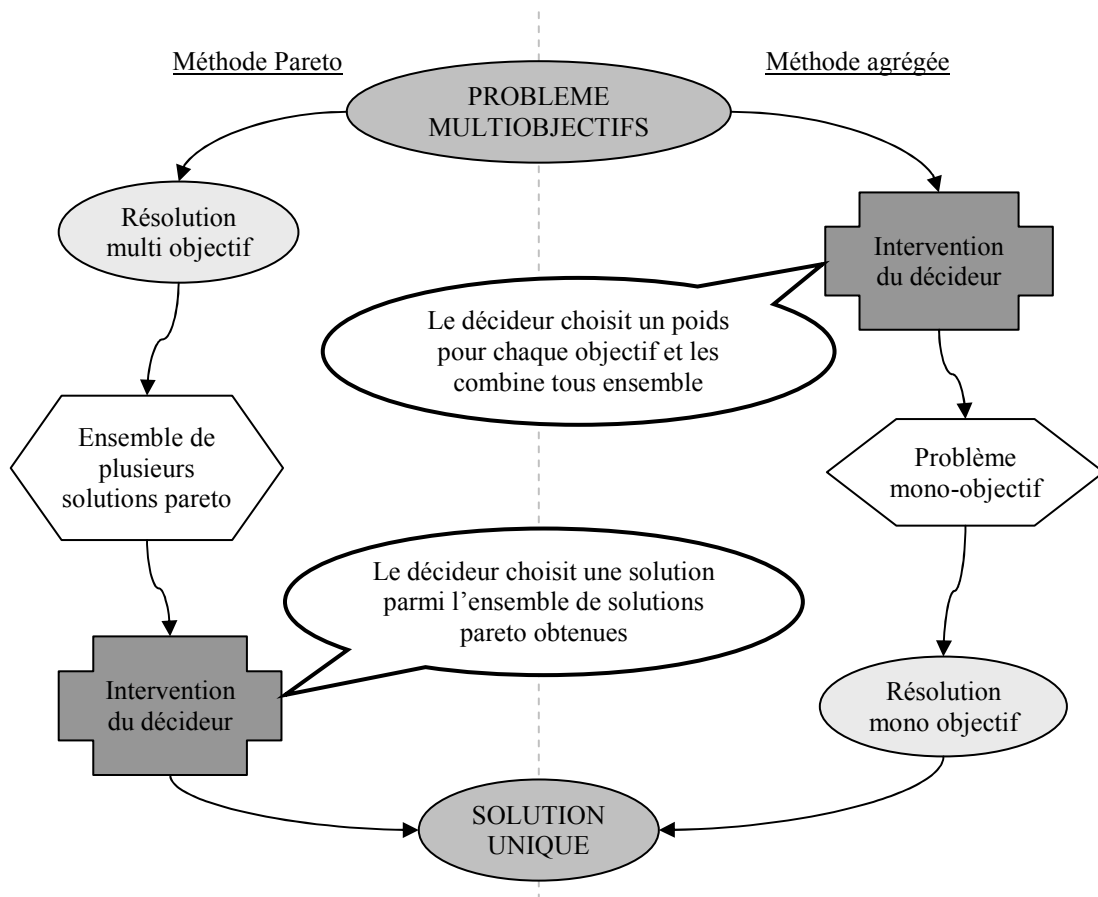 Méthode Pareto
Méthode agrégée
PROBLEME
MULTIOBJECTIFS
Résolution
multi objectif
Intervention
du décideur
Le décideur choisit un poids
pour chaque objectif et les
combine tous ensemble
Ensemble de
plusieurs
solutions pareto
Problème
mono-objectif
Le décideur choisit une solution
parmi l’ensemble de solutions
pareto obtenues
Intervention
du décideur
Résolution
mono objectif
SOLUTION
UNIQUE